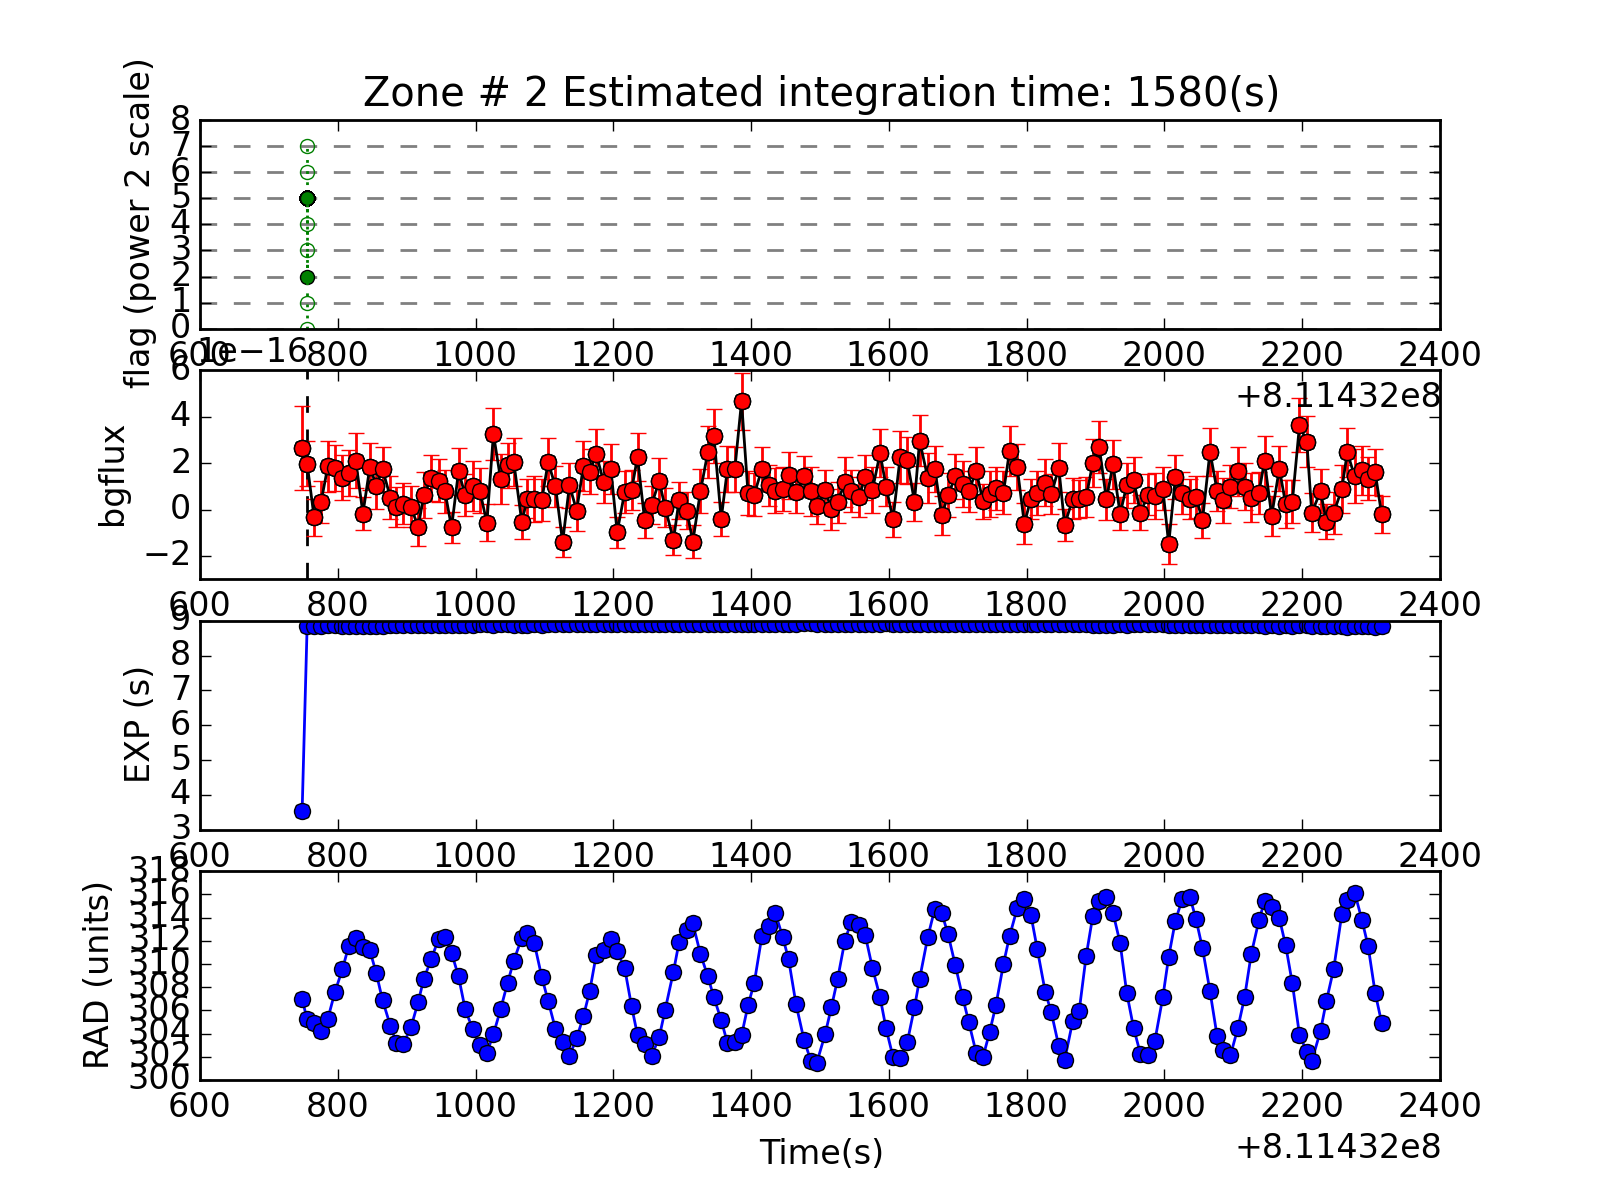 Zone # 2 Estimated integration time: 1580(s)
flag (power 2 scale)
8
7
6
5
4
3
2
1
0
600 800 1000 1200 1400 1600 1800 2000 2200 2400
1e−16
+8.11432e8
bgflux
6
4
2
0
−2
600 800 1000 1200 1400 1600 1800 2000 2200 2400
EXP (s)
9
8
7
6
5
4
3
600 800 1000 1200 1400 1600 1800 2000 2200 2400
RAD (units)
318
316
314
312
310
308
306
304
302
300
600 800 1000 1200 1400 1600 1800 2000 2200 2400
Time(s)
+8.11432e8